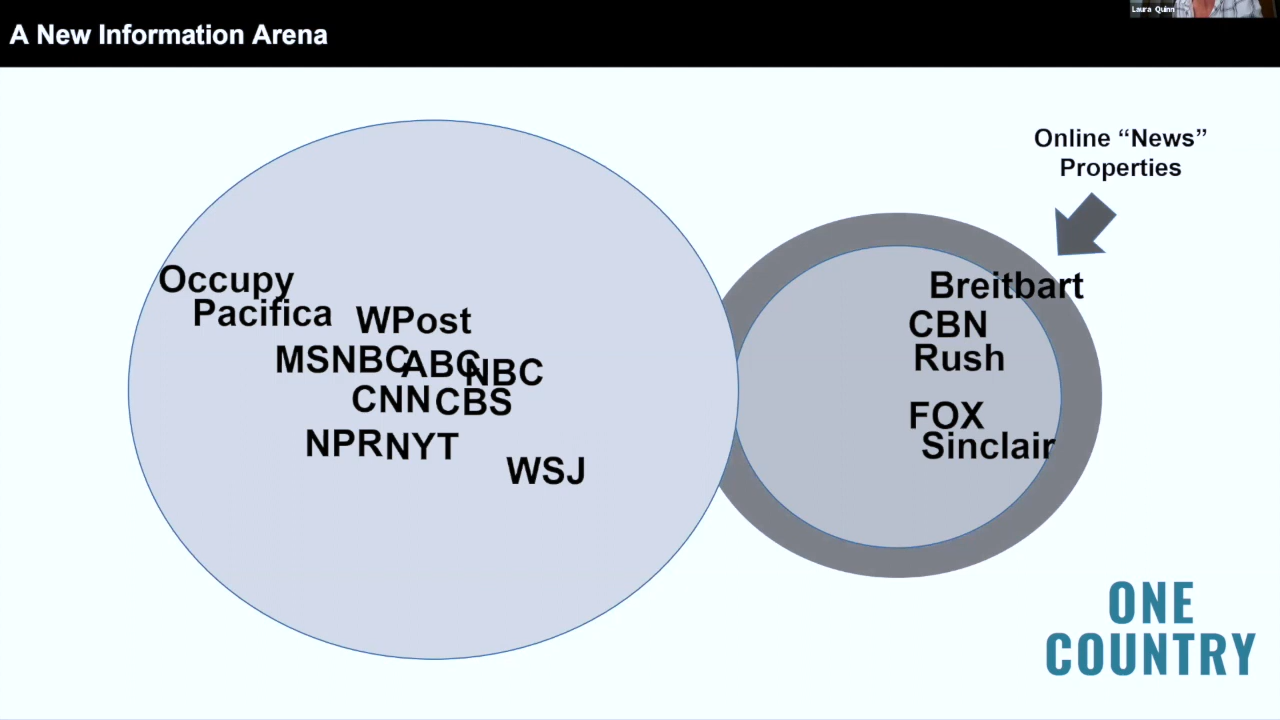 A New Information Arena
Laura Quinn
Online “News”
Properties
Occupy
Pacifica
WPost
MSNBC
ABC
NBC
CNN
CBS
NPR
NYT
WSJ
Breitbart
CBN
Rush
FOX
Sinclair
ONE
COUNTRY